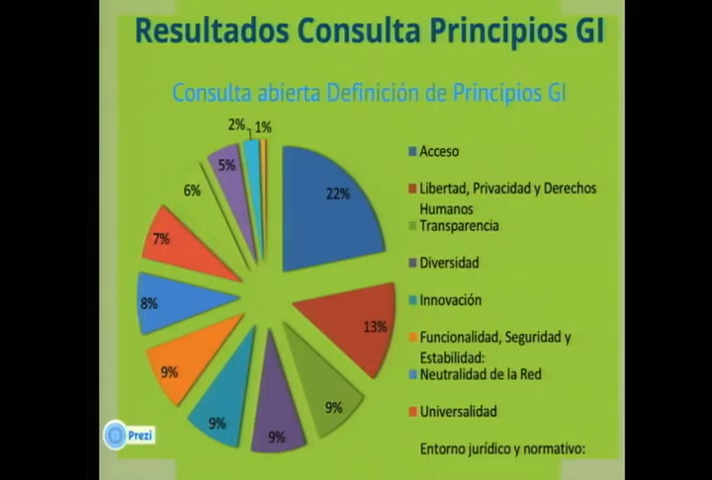 Resultados Consulta Principios GI
Consulta abierta Definición de Principios GI
2%
1%
5%
22%
6%
7%
8%
13%
9%
9%
9%
9%
Acceso
Libertad, Privacidad y Derechos
Humanos
Transparencia
Diversidad
Innovación
Funcionalidad, Seguridad y
Estabilidad:
Neutralidad de la Red
Universalidad
Entorno jurídico y normativo:
Prezi